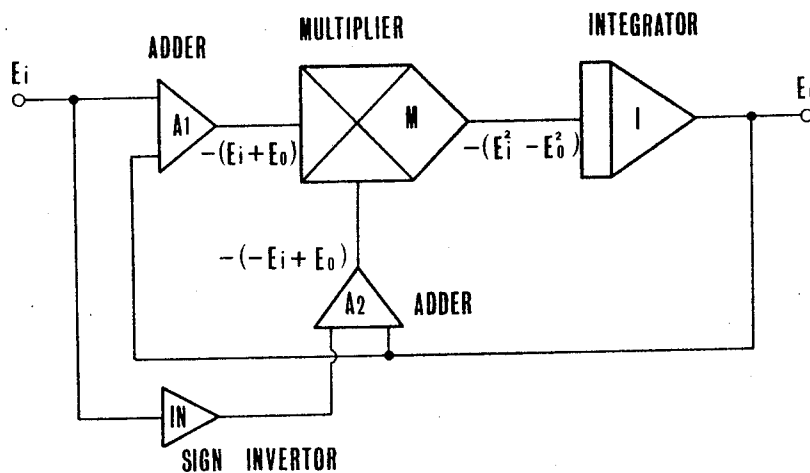 ADDER
MULTIPLIER
INTEGRATOR
Ei
A1
M
I
-(Ei+E0)
-(Ei² -E0²)
-(-Ei+E0)
A2
ADDER
IN
SIGN INVERTOR